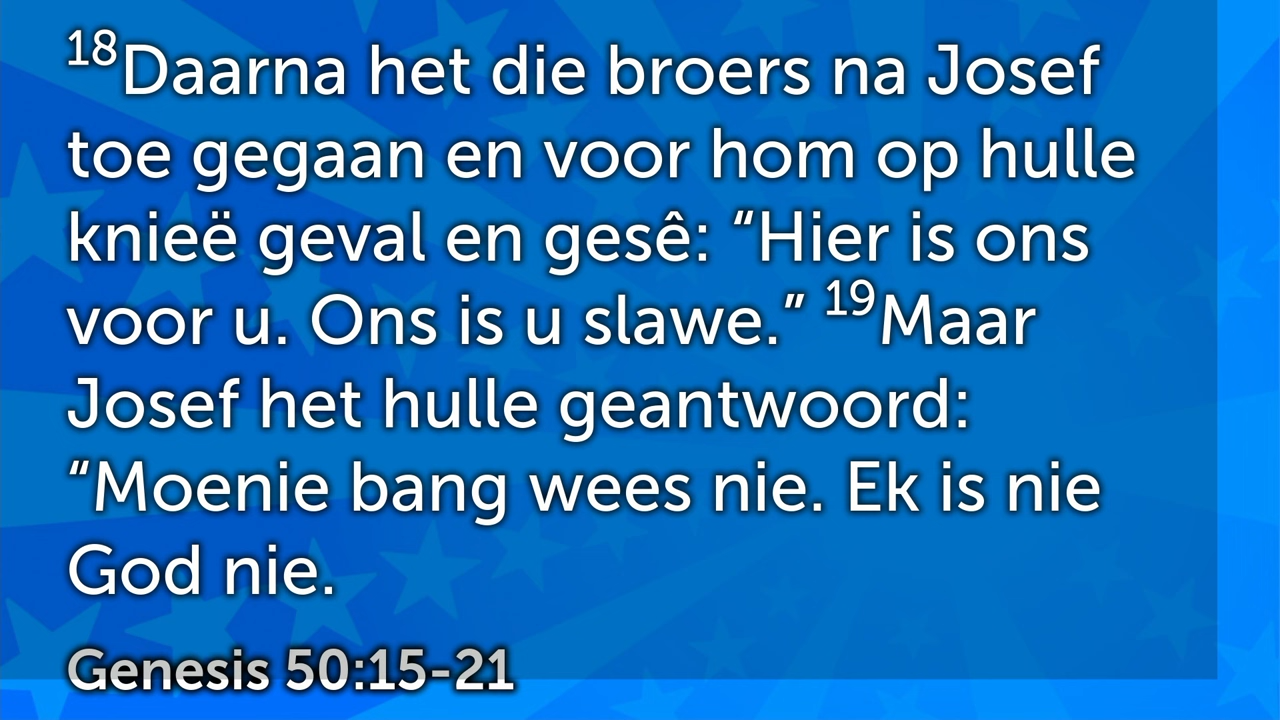 18Daarna het die broers na Josef
toe gegaan en voor hom op hulle
knieë geval en gesê: “Hier is ons
voor u. Ons is u slawe.” 19Maar
Josef het hulle geantwoord:
“Moenie bang wees nie. Ek is nie
God nie.
Genesis 50:15-21